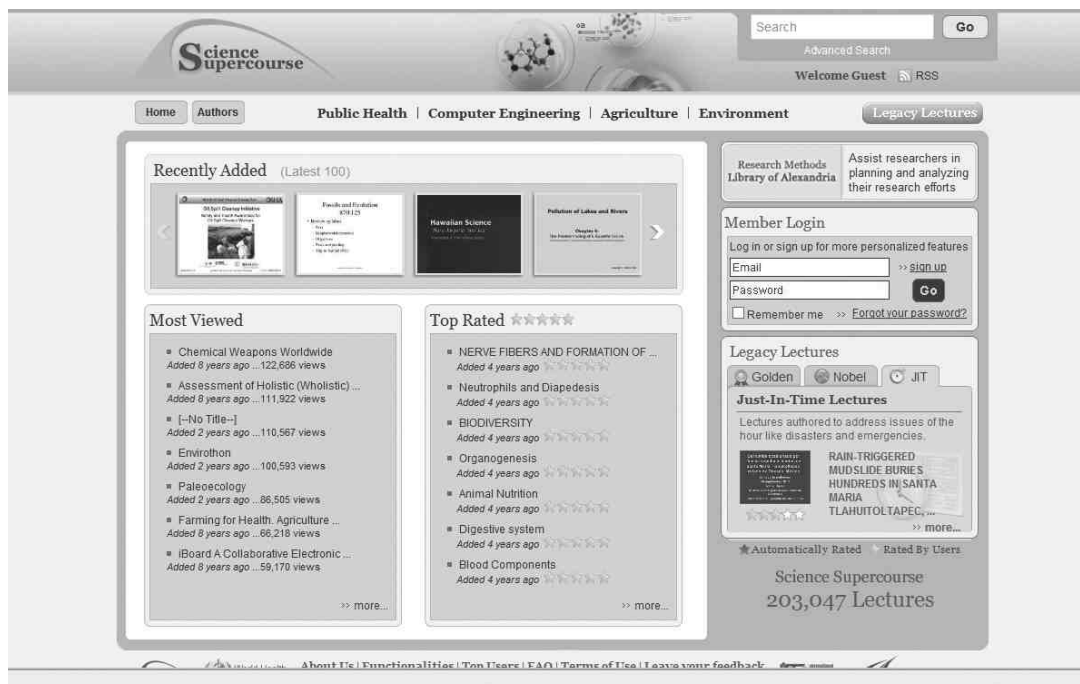 Science
Supercourse
Search
Go
Advanced Search
Welcome Guest RSS
Home
Authors
Public Health | Computer Engineering | Agriculture | Environment
Legacy Lectures
Recently Added (Latest 100)
Oil Spill Cleanup Initiative
Fossils and Evolution
Hawaiian Science
Pollution of Lakes and Rivers
Most Viewed
Chemical Weapons Worldwide
Added 8 years ago ...122,686 views
Assessment of Holistic (Wholistic) ...
Added 8 years ago ...111,922 views
[--No Title--]
Added 2 years ago ...110,567 views
Envirothon
Added 2 years ago ...100,593 views
Paleoecology
Added 2 years ago ...86,505 views
Farming for Health. Agriculture ...
Added 8 years ago ...66,218 views
iBoard A Collaborative Electronic ...
Added 8 years ago ...59,170 views
>> more...
Top Rated
NERVE FIBERS AND FORMATION OF ...
Added 4 years ago
Neutrophils and Diapedesis
Added 4 years ago
BIODIVERSITY
Added 4 years ago
Organogenesis
Added 4 years ago
Animal Nutrition
Added 4 years ago
Digestive system
Added 4 years ago
Blood Components
Added 4 years ago
>> more...
Research Methods
Library of Alexandria
Assist researchers in
planning and analyzing
their research efforts
Member Login
Log in or sign up for more personalized features
Email
>> sign up
Password
Go
Remember me >> Forgot your password?
Legacy Lectures
Golden
Nobel
JIT
Just-In-Time Lectures
Lectures authored to address issues of the
hour like disasters and emergencies.
RAIN-TRIGGERED
MUDSLIDE BURIES
HUNDREDS IN SANTA
MARIA
TLAHUITOLTAPEC, ...
>> more...
Automatically Rated Rated By Users
Science Supercourse
203,047 Lectures
About Us | Functionalities | Top Users | FAQ | Terms of Use | Leave your feedback